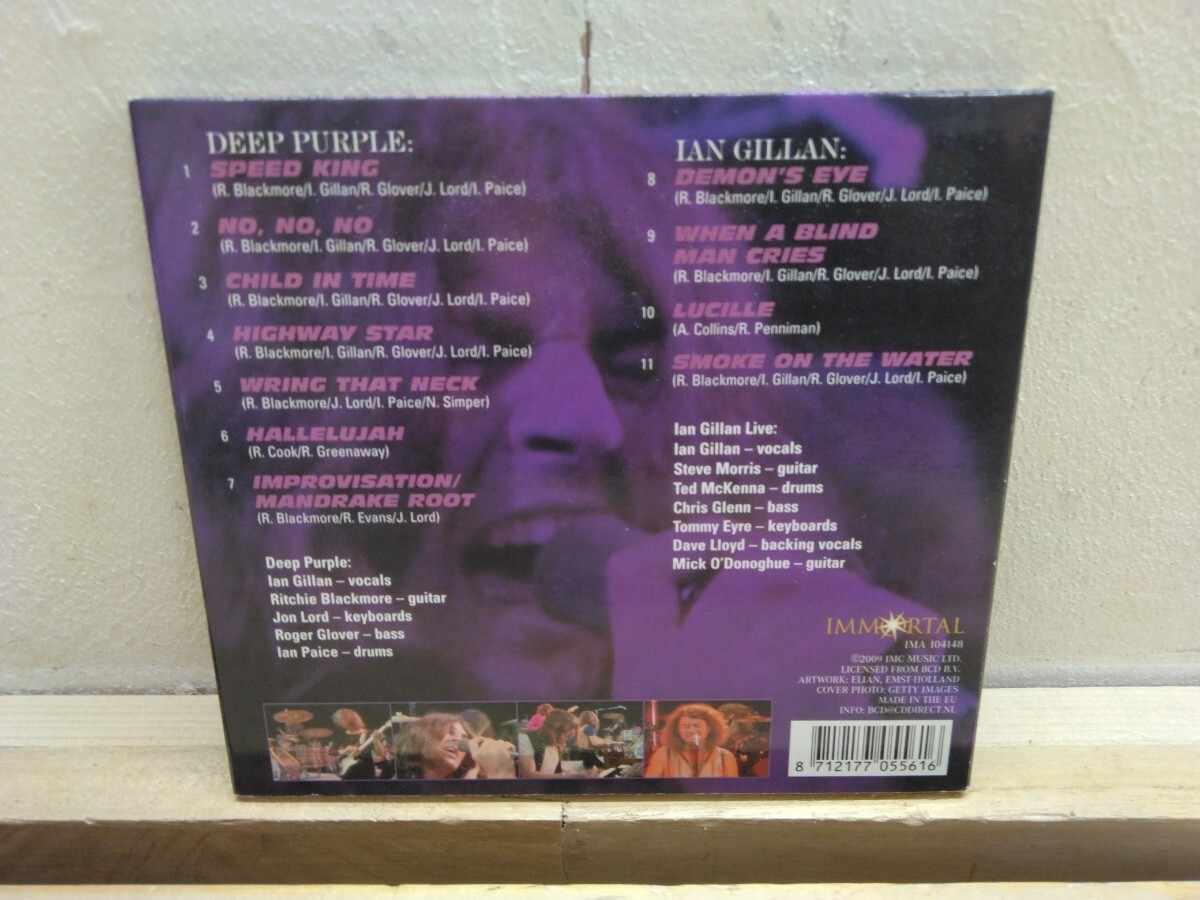 DEEP PURPLE:
1 SPEED KING
(R. Blackmore/I. Gillan/R. Glover/J. Lord/I. Paice)
2 NO, NO, NO
(R. Blackmore/I. Gillan/R. Glover/J. Lord/I. Paice)
3 CHILD IN TIME
(R. Blackmore/I. Gillan/R. Glover/J. Lord/I. Paice)
4 HIGHWAY STAR
(R. Blackmore/I. Gillan/R. Glover/J. Lord/I. Paice)
5 WRING THAT NECK
(R. Blackmore/J. Lord/I. Paice/N. Simper)
6 HALLELUJAH
(R. Cook/R. Greenaway)
7 IMPROVISATION/
MANDRAKE ROOT
(R. Blackmore/R. Evans/J. Lord)
Deep Purple:
Ian Gillan – vocals
Ritchie Blackmore – guitar
Jon Lord – keyboards
Roger Glover – bass
Ian Paice – drums
IAN GILLAN:
8 DEMON'S EYE
(R. Blackmore/I. Gillan/R. Glover/J. Lord/I. Paice)
9 WHEN A BLIND
MAN CRIES
(R. Blackmore/I. Gillan/R. Glover/J. Lord/I. Paice)
10 LUCILLE
(A. Collins/R. Penniman)
11 SMOKE ON THE WATER
(R. Blackmore/I. Gillan/R. Glover/J. Lord/I. Paice)
Ian Gillan Live:
Ian Gillan – vocals
Steve Morris – guitar
Ted McKenna – drums
Chris Glenn – bass
Tommy Eyre – keyboards
Dave Lloyd – backing vocals
Mick O'Donoghue – guitar
IMMORTAL
IMA 104148
©2009 IMC MUSIC LTD.
LICENSED FROM BCD B.V.
ARTWORK: ELIAN, EMST-HOLLAND
COVER PHOTO: GETTY IMAGES
MADE IN THE EU
INFO: BCD@CDDIRECT.NL
8 712177 055616